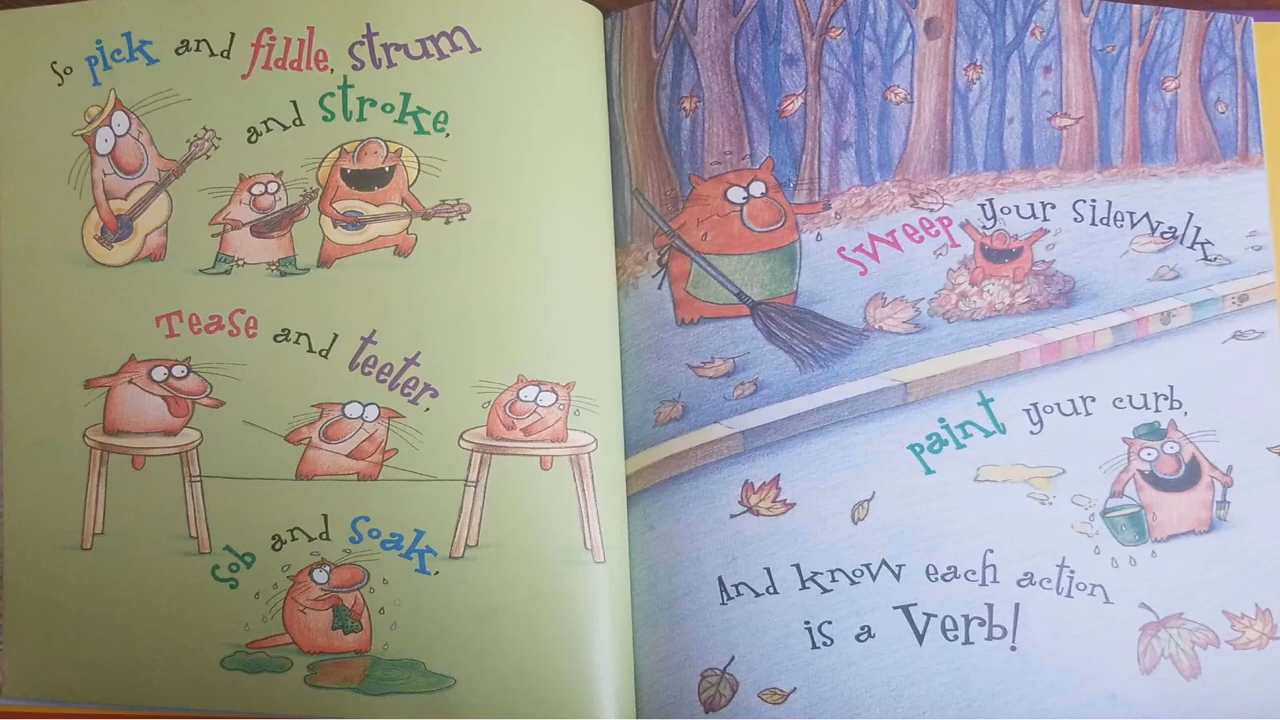 So pick and fiddle, strum
and stroke,
Tease and teeter,
Sob and soak,
Sweep your sidewalk,
paint your curb,
And know each action
is a Verb!